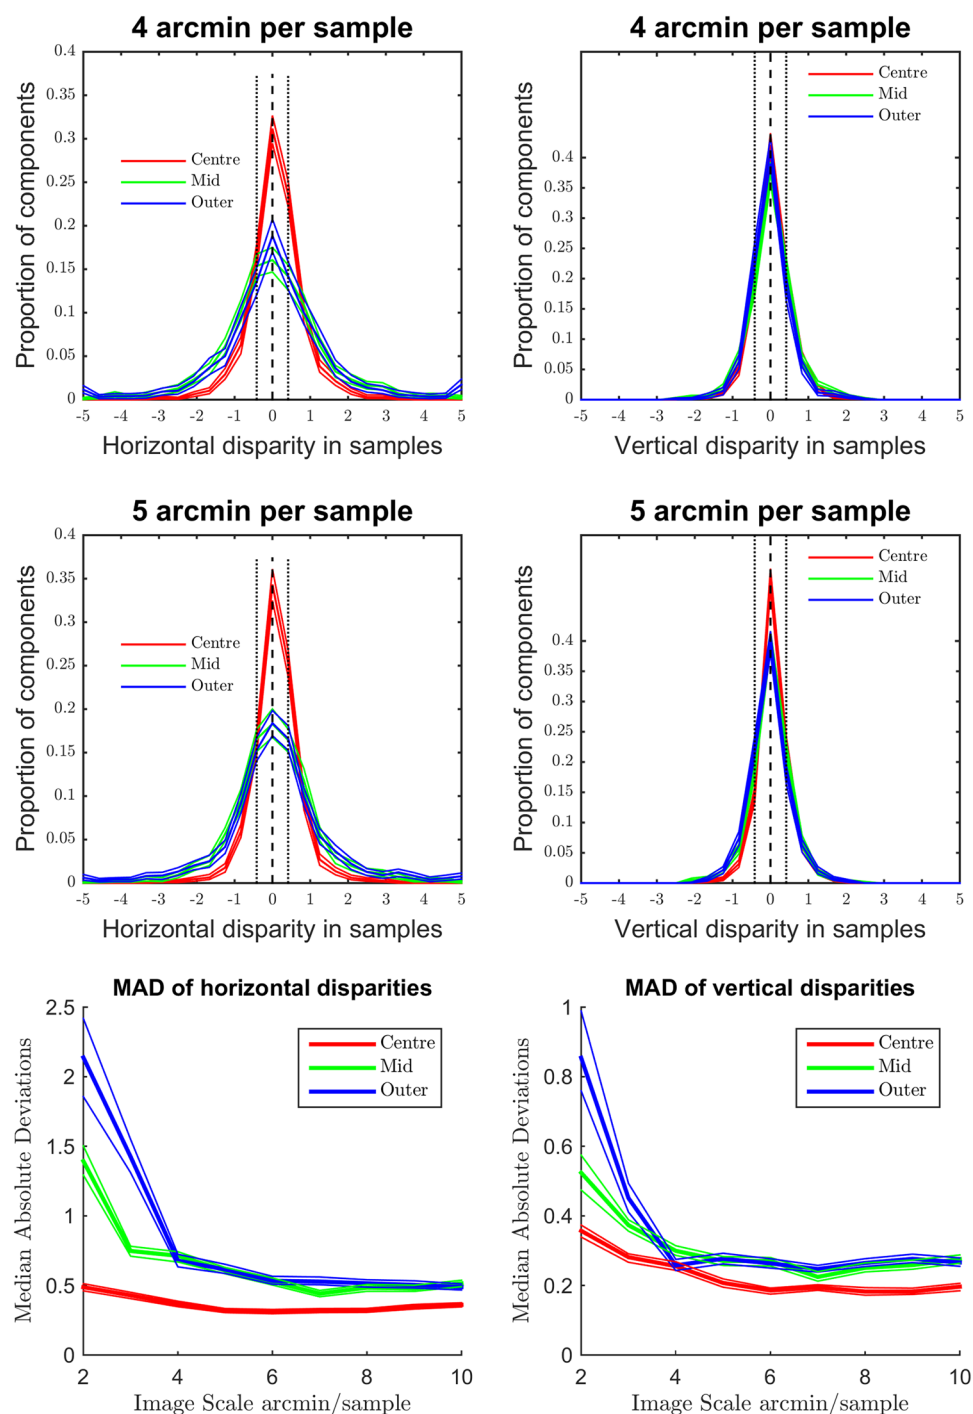 4 arcmin per sample
0.4
0.35
0.3
0.25
0.2
0.15
0.1
0.05
0
Proportion of components
Centre
Mid
Outer
-5 -4 -3 -2 -1 0 1 2 3 4 5
Horizontal disparity in samples
4 arcmin per sample
0.4
0.35
0.3
0.25
0.2
0.15
0.1
0.05
0
Proportion of components
Centre
Mid
Outer
-5 -4 -3 -2 -1 0 1 2 3 4 5
Vertical disparity in samples
5 arcmin per sample
0.4
0.35
0.3
0.25
0.2
0.15
0.1
0.05
0
Proportion of components
Centre
Mid
Outer
-5 -4 -3 -2 -1 0 1 2 3 4 5
Horizontal disparity in samples
5 arcmin per sample
0.4
0.35
0.3
0.25
0.2
0.15
0.1
0.05
0
Proportion of components
Centre
Mid
Outer
-5 -4 -3 -2 -1 0 1 2 3 4 5
Vertical disparity in samples
MAD of horizontal disparities
2.5
2
1.5
1
0.5
0
Median Absolute Deviations
Centre
Mid
Outer
2 4 6 8 10
Image Scale arcmin/sample
MAD of vertical disparities
1
0.8
0.6
0.4
0.2
0
Median Absolute Deviations
Centre
Mid
Outer
2 4 6 8 10
Image Scale arcmin/sample